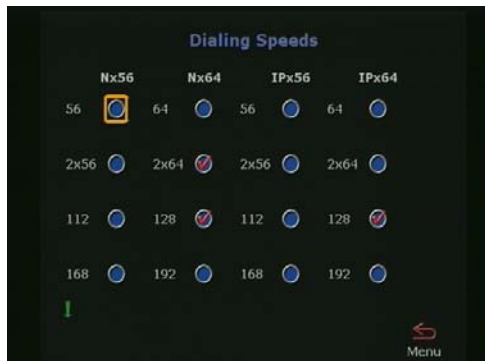 Dialing Speeds
Nx56 Nx64 IPx56 IPx64
56 64 56 64
2x56 2x64 2x56 2x64
112 128 112 128
168 192 168 192
!
Menu